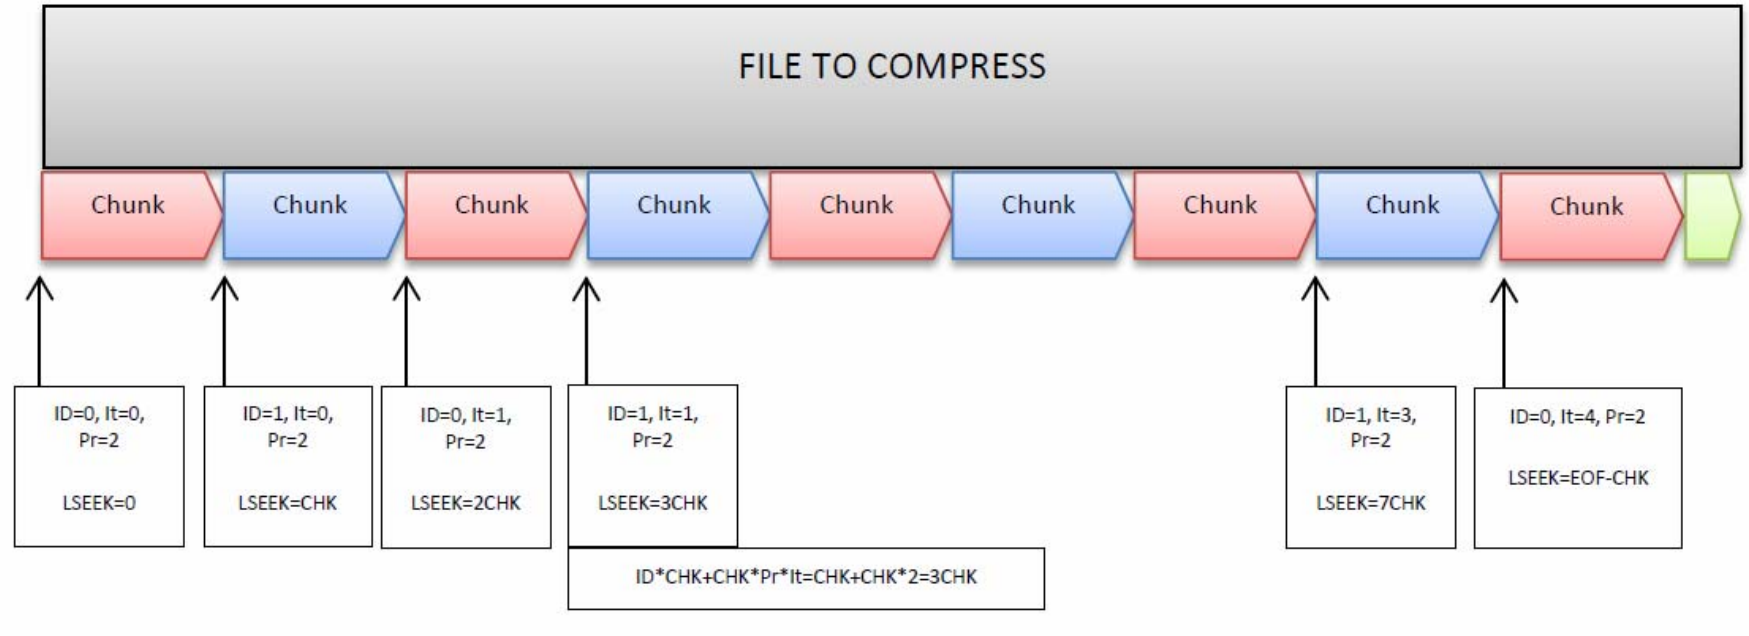 FILE TO COMPRESS
Chunk
Chunk
Chunk
Chunk
Chunk
Chunk
Chunk
Chunk
Chunk
ID=0, It=0,
Pr=2
LSEEK=0
ID=1, It=0,
Pr=2
LSEEK=CHK
ID=0, It=1,
Pr=2
LSEEK=2CHK
ID=1, It=1,
Pr=2
LSEEK=3CHK
ID*CHK+CHK*Pr*It=CHK+CHK*2=3CHK
ID=1, It=3,
Pr=2
LSEEK=7CHK
ID=0, It=4, Pr=2
LSEEK=EOF-CHK